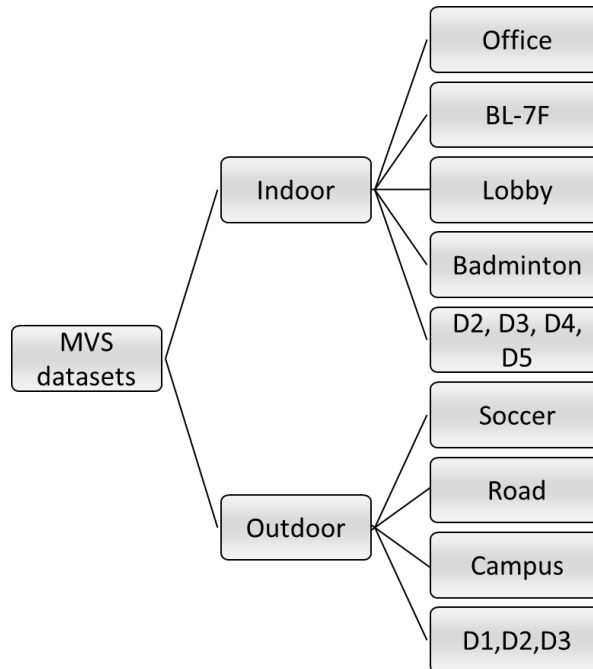 MVS
datasets
Indoor
Office
BL-7F
Lobby
Badminton
D2, D3, D4,
D5
Outdoor
Soccer
Road
Campus
D1,D2,D3